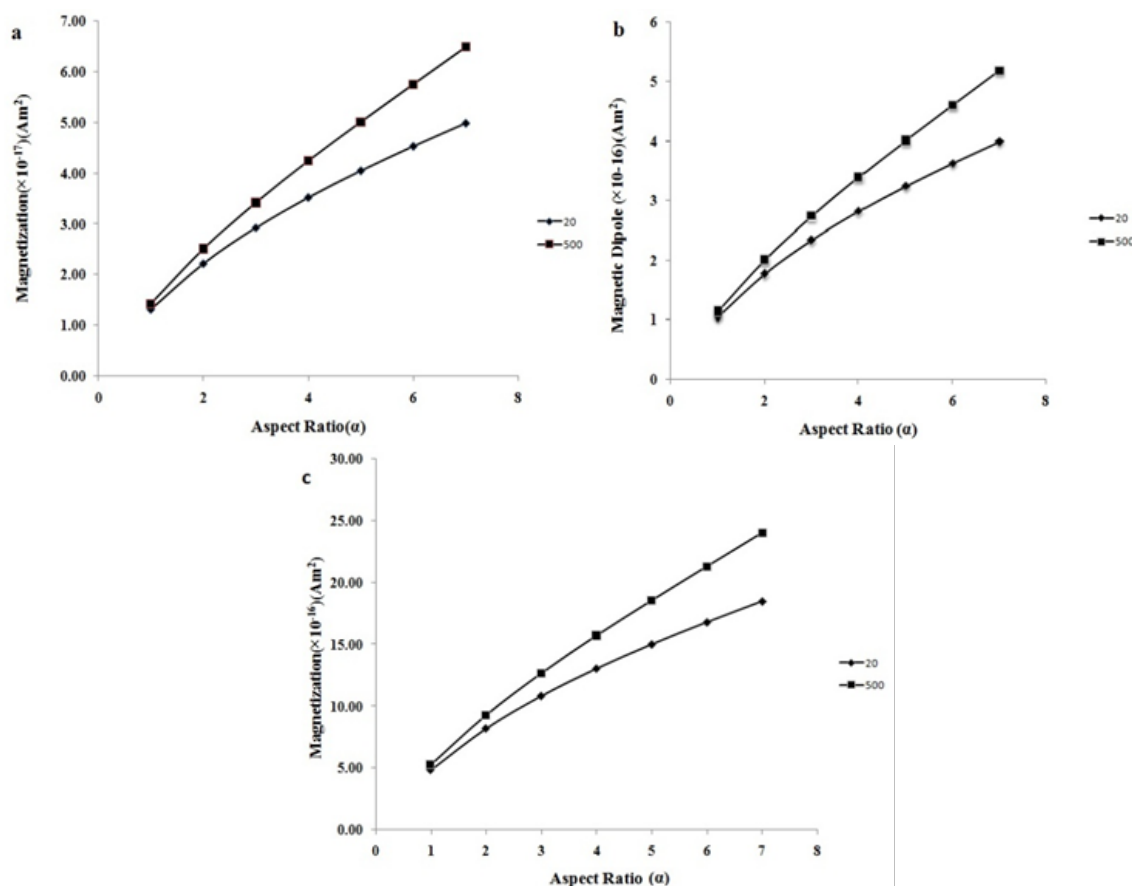 a
7.00
6.00
5.00
4.00
3.00
2.00
1.00
0.00
0 2 4 6 8
Magnetization(×10⁻¹⁷)(Am²)
Aspect Ratio(α)
20
500
b
6
5
4
3
2
1
0
0 1 2 3 4 5 6 7 8
Magnetic Dipole (×10-16)(Am²)
Aspect Ratio (α)
20
500
c
30.00
25.00
20.00
15.00
10.00
5.00
0.00
0 1 2 3 4 5 6 7 8
Magnetization(×10⁻¹⁶)(Am²)
Aspect Ratio (α)
20
500